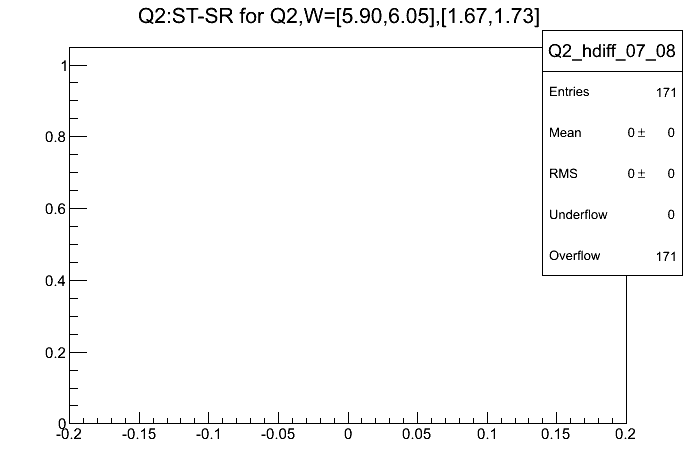 Q2:ST-SR for Q2,W=[5.90,6.05],[1.67,1.73]
Q2_hdiff_07_08
Entries 171
Mean 0 ± 0
RMS 0 ± 0
Underflow 0
Overflow 171
1
0.8
0.6
0.4
0.2
0
-0.2 -0.15 -0.1 -0.05 0 0.05 0.1 0.15 0.2